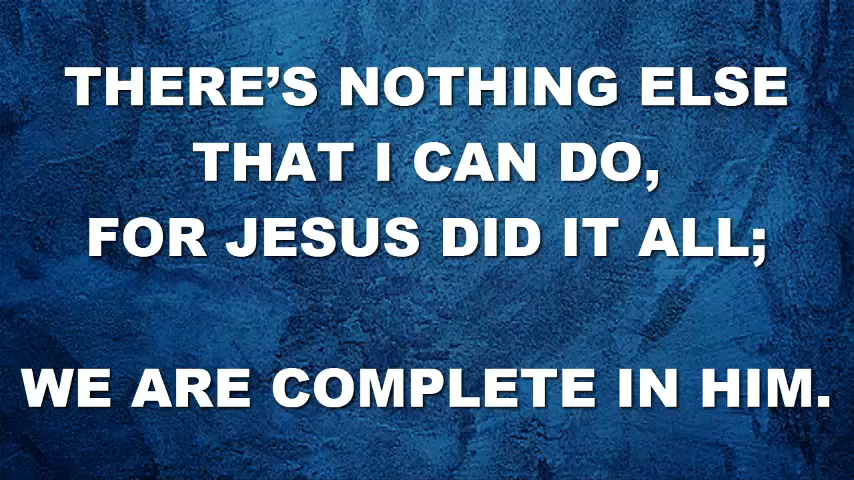 THERE’S NOTHING ELSE
THAT I CAN DO,
FOR JESUS DID IT ALL;
WE ARE COMPLETE IN HIM.